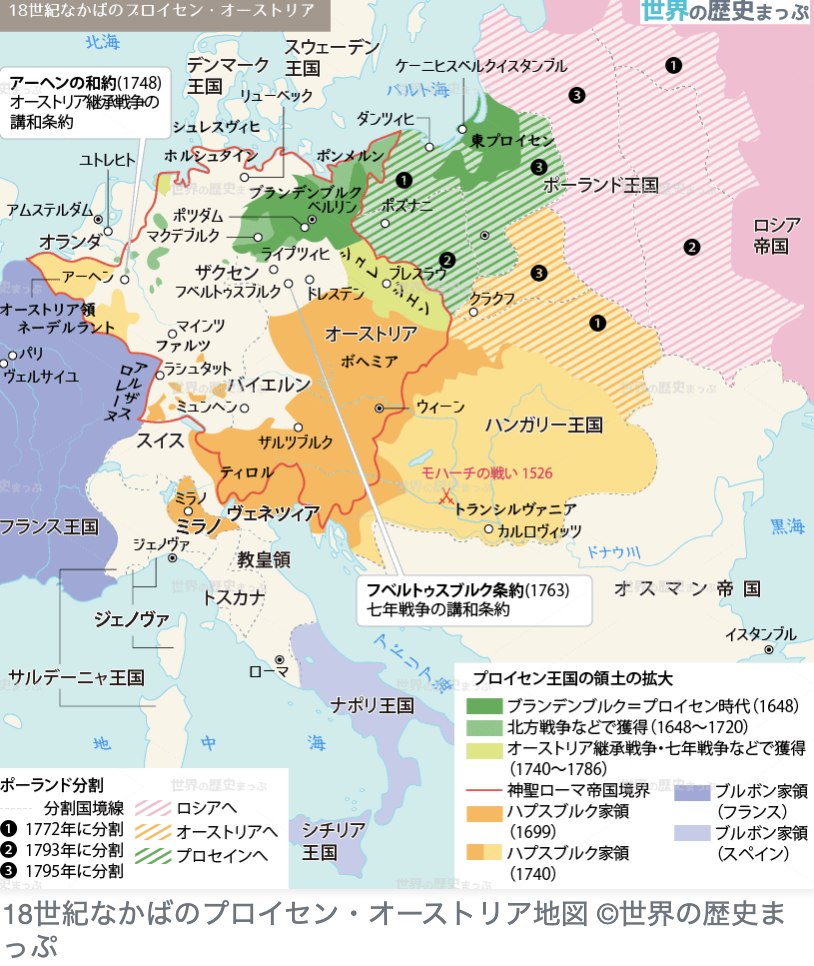 18世紀なかばのプロイセン・オーストリア
世界の歴史まっぷ
北海
スウェーデン
王国
デンマーク
王国
ケーニヒスベルクイスタンブル
バルト海
アーヘンの和約(1748)
オーストリア継承戦争の
講和条約
リューベック
ダンツィヒ
シュレスヴィヒ
ホルシュタイン
ポンメルン
東プロイセン
ユトレヒト
ブランデンブルク
ベルリン
ポーランド王国
ポズナニ
アムステルダム
ポツダム
マクデブルク
オランダ
ロシア
帝国
ライプツィヒ
ザクセン
シュレジエン
ブレスラウ
アーヘン
フベルトゥスブルク
ドレスデン
クラクフ
オーストリア領
ネーデルラント
マインツ
ファルツ
オーストリア
ボヘミア
パリ
ヴェルサイユ
アルザス
ロレーヌ
ラシュタット
バイエルン
ミュンヘン
ウィーン
ハンガリー王国
スイス
ザルツブルク
ティロル
モハーチの戦い 1526
ミラノ
ミラノ
ヴェネツィア
トランシルヴァニア
カルロヴィッツ
フランス王国
ジェノヴァ
黒海
ドナウ川
教皇領
フベルトゥスブルク条約(1763)
七年戦争の講和条約
オスマン帝国
トスカナ
ジェノヴァ
イスタンブル
アドリア海
サルデーニャ王国
ローマ
ナポリ王国
地中海
シチリア
王国
プロイセン王国の領土の拡大
ブランデンブルク＝プロイセン時代(1648)
北方戦争などで獲得(1648〜1720)
オーストリア継承戦争・七年戦争などで獲得
(1740〜1786)
神聖ローマ帝国境界
ハプスブルク家領
(1699)
ハプスブルク家領
(1740)
ブルボン家領
(フランス)
ブルボン家領
(スペイン)
ポーランド分割
分割国境線
❶ 1772年に分割
❷ 1793年に分割
❸ 1795年に分割
ロシアへ
オーストリアへ
プロセインへ
18世紀なかばのプロイセン・オーストリア地図 ©世界の歴史ま
っぷ